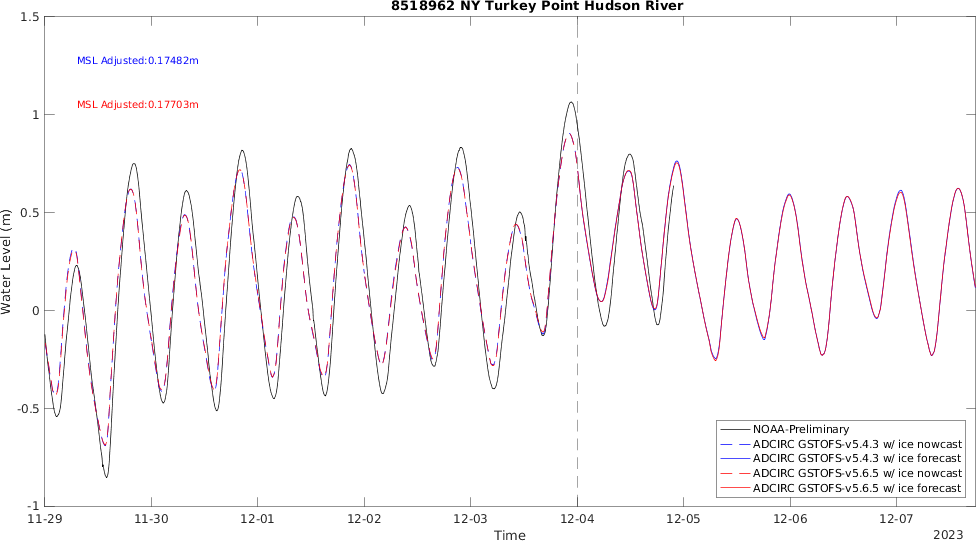 8518962 NY Turkey Point Hudson River
1.5
MSL Adjusted:0.17482m
MSL Adjusted:0.17703m
1
0.5
Water Level (m)
0
-0.5
NOAA-Preliminary
ADCIRC GSTOFS-v5.4.3 w/ ice nowcast
ADCIRC GSTOFS-v5.4.3 w/ ice forecast
ADCIRC GSTOFS-v5.6.5 w/ ice nowcast
ADCIRC GSTOFS-v5.6.5 w/ ice forecast
-1
11-29 11-30 12-01 12-02 12-03 12-04 12-05 12-06 12-07
Time
2023